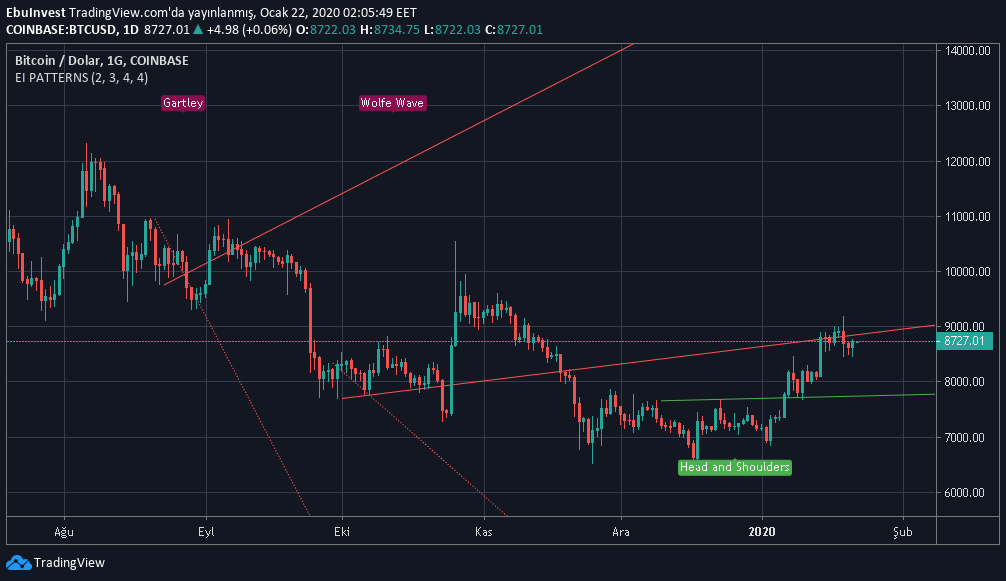 EbuInvest TradingView.com'da yayınlanmış, Ocak 22, 2020 02:05:49 EET
COINBASE:BTCUSD, 1D 8727.01 ▲ +4.98 (+0.06%) O:8722.03 H:8734.75 L:8722.03 C:8727.01
Bitcoin / Dolar, 1G, COINBASE
EI PATTERNS (2, 3, 4, 4)
Gartley
Wolfe Wave
Head and Shoulders
14000.00
13000.00
12000.00
11000.00
10000.00
9000.00
8727.01
8000.00
7000.00
6000.00
Ağu Eyl Eki Kas Ara 2020 Şub
TradingView